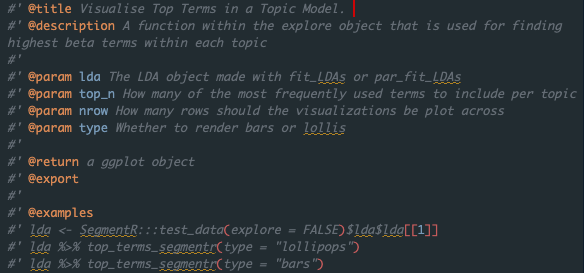 #' @title Visualise Top Terms in a Topic Model.
#' @description A function within the explore object that is used for finding
highest beta terms within each topic
#'
#' @param lda The LDA object made with fit_LDAs or par_fit_LDAs
#' @param top_n How many of the most frequently used terms to include per topic
#' @param nrow How many rows should the visualizations be plot across
#' @param type Whether to render bars or lollis
#'
#' @return a ggplot object
#' @export
#'
#' @examples
#' lda <- SegmentR:::test_data(explore = FALSE)$lda$lda[[1]]
#' lda %>% top_terms_segmentr(type = "lollipops")
#' lda %>% top_terms_segmentr(type = "bars")